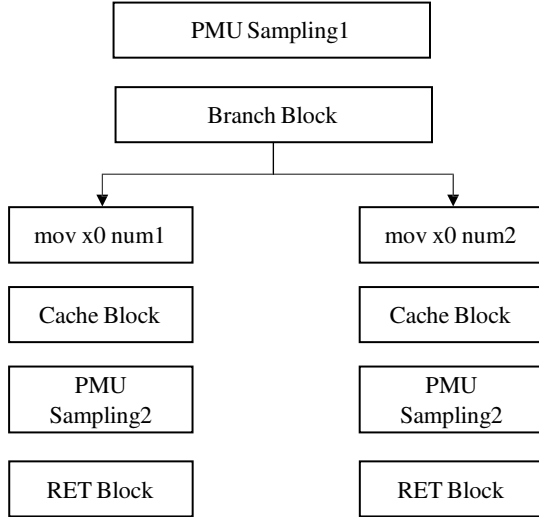 PMU Sampling1
Branch Block
mov x0 num1
Cache Block
PMU
Sampling2
RET Block
mov x0 num2
Cache Block
PMU
Sampling2
RET Block